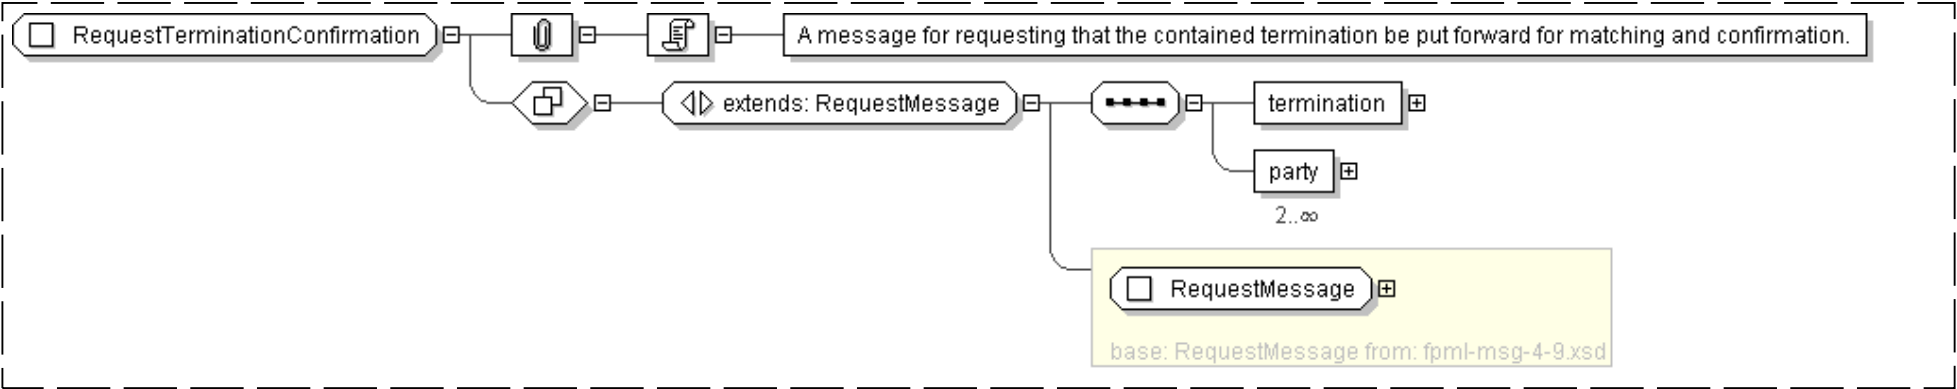 RequestTerminationConfirmation
A message for requesting that the contained termination be put forward for matching and confirmation.
extends: RequestMessage
termination
party
2..∞
RequestMessage
base: RequestMessage from: fpml-msg-4-9.xsd